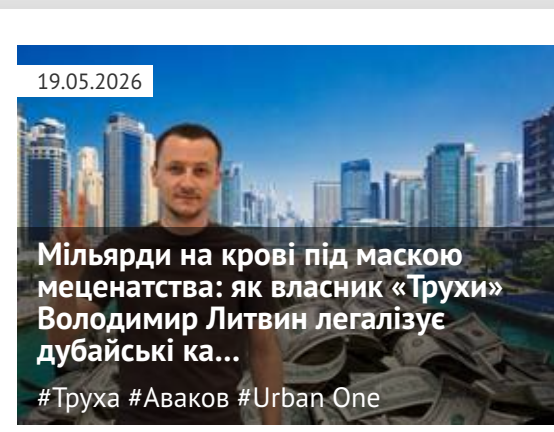 19.05.2026
Мільярди на крові під маскою
меценатства: як власник «Трухи»
Володимир Литвин легалізує
дубайські ка...
#Труха #Аваков #Urban One